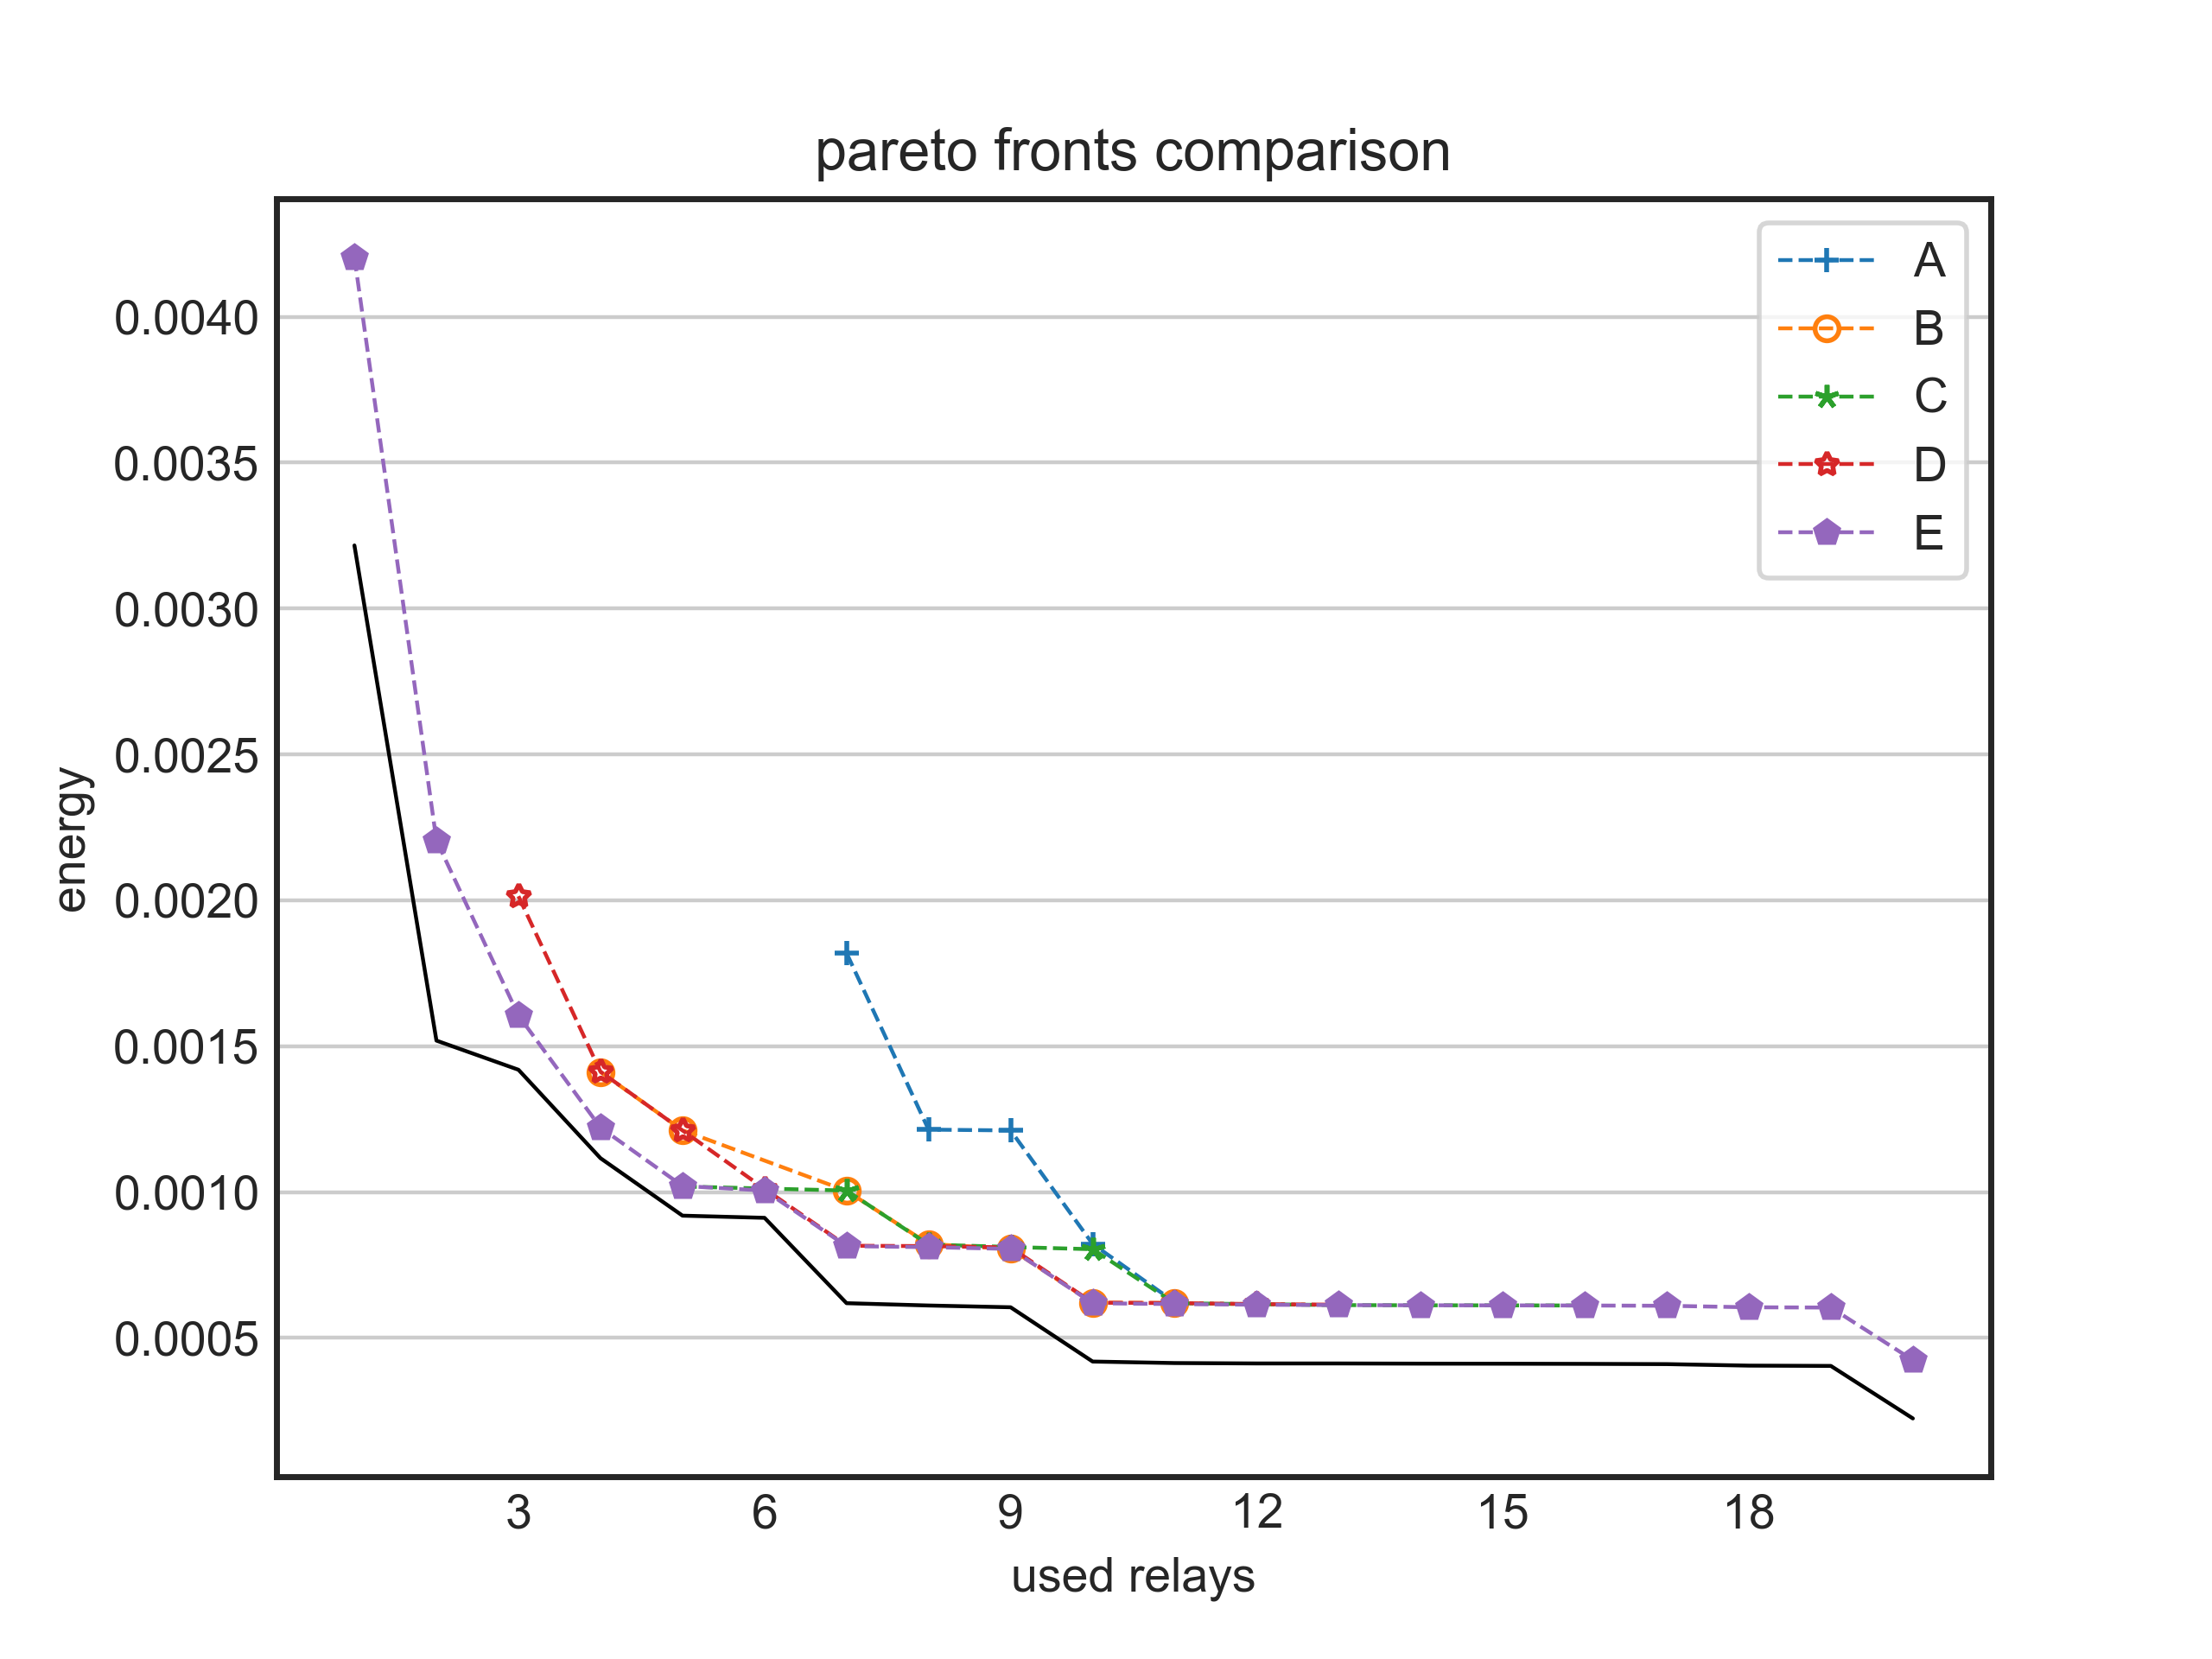 pareto fronts comparison
A
B
C
D
E
0.0040
0.0035
0.0030
0.0025
0.0020
0.0015
0.0010
0.0005
energy
3 6 9 12 15 18
used relays